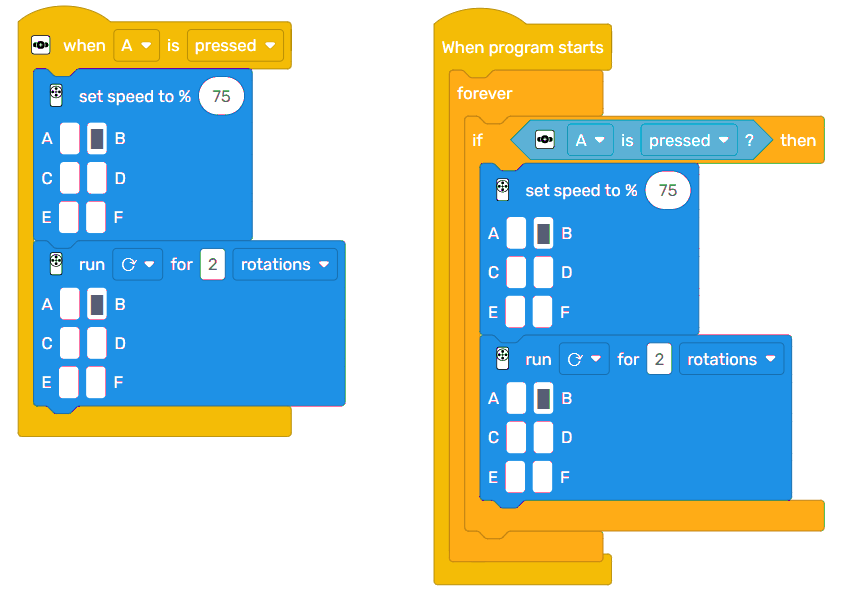 when A is pressed
set speed to % 75
A B
C D
E F
run for 2 rotations
A B
C D
E F
When program starts
forever
if A is pressed ? then
set speed to % 75
A B
C D
E F
run for 2 rotations
A B
C D
E F